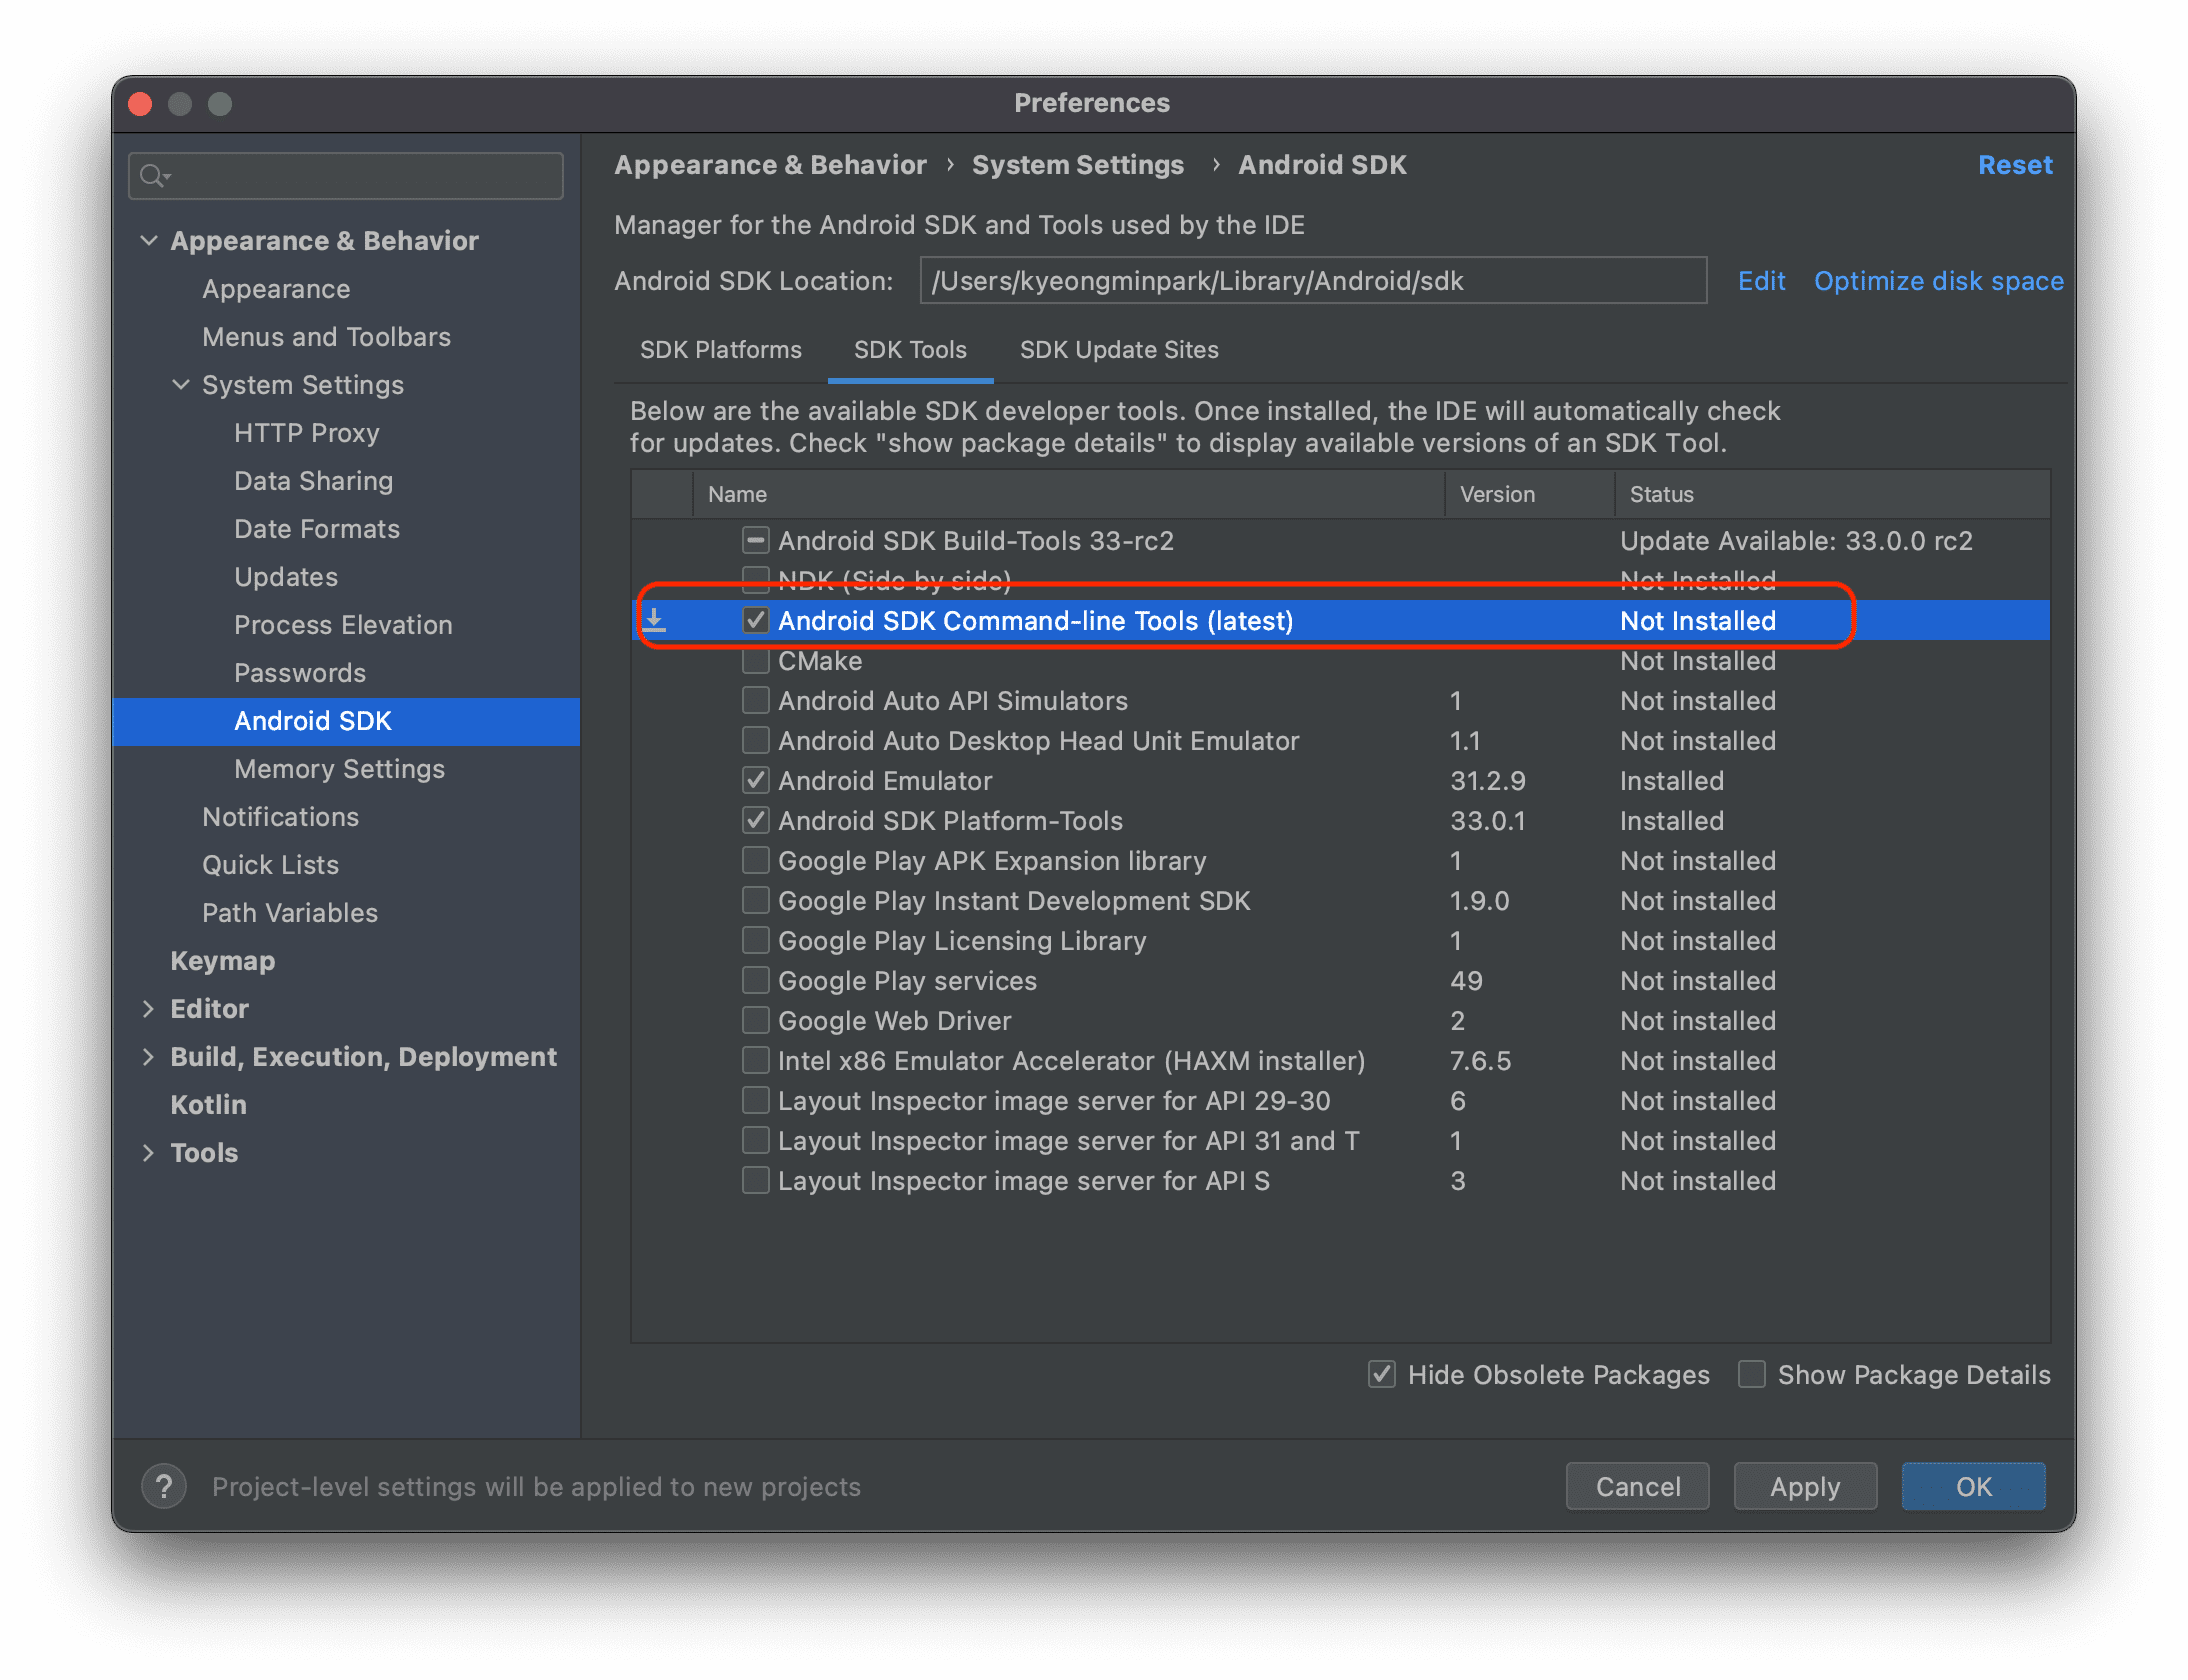 Preferences
Appearance & Behavior
Appearance
Menus and Toolbars
System Settings
HTTP Proxy
Data Sharing
Date Formats
Updates
Process Elevation
Passwords
Android SDK
Memory Settings
Notifications
Quick Lists
Path Variables
Keymap
Editor
Build, Execution, Deployment
Kotlin
Tools
Appearance & Behavior › System Settings › Android SDK Reset
Manager for the Android SDK and Tools used by the IDE
Android SDK Location: /Users/kyeongminpark/Library/Android/sdk Edit Optimize disk space
SDK Platforms SDK Tools SDK Update Sites
Below are the available SDK developer tools. Once installed, the IDE will automatically check
for updates. Check "show package details" to display available versions of an SDK Tool.
Name Version Status
Android SDK Build-Tools 33-rc2 Update Available: 33.0.0 rc2
NDK (Side by side) Not Installed
Android SDK Command-line Tools (latest) Not Installed
CMake Not Installed
Android Auto API Simulators 1 Not installed
Android Auto Desktop Head Unit Emulator 1.1 Not installed
Android Emulator 31.2.9 Installed
Android SDK Platform-Tools 33.0.1 Installed
Google Play APK Expansion library 1 Not installed
Google Play Instant Development SDK 1.9.0 Not installed
Google Play Licensing Library 1 Not installed
Google Play services 49 Not installed
Google Web Driver 2 Not installed
Intel x86 Emulator Accelerator (HAXM installer) 7.6.5 Not installed
Layout Inspector image server for API 29-30 6 Not installed
Layout Inspector image server for API 31 and T 1 Not installed
Layout Inspector image server for API S 3 Not installed
Hide Obsolete Packages Show Package Details
? Project-level settings will be applied to new projects
Cancel Apply OK